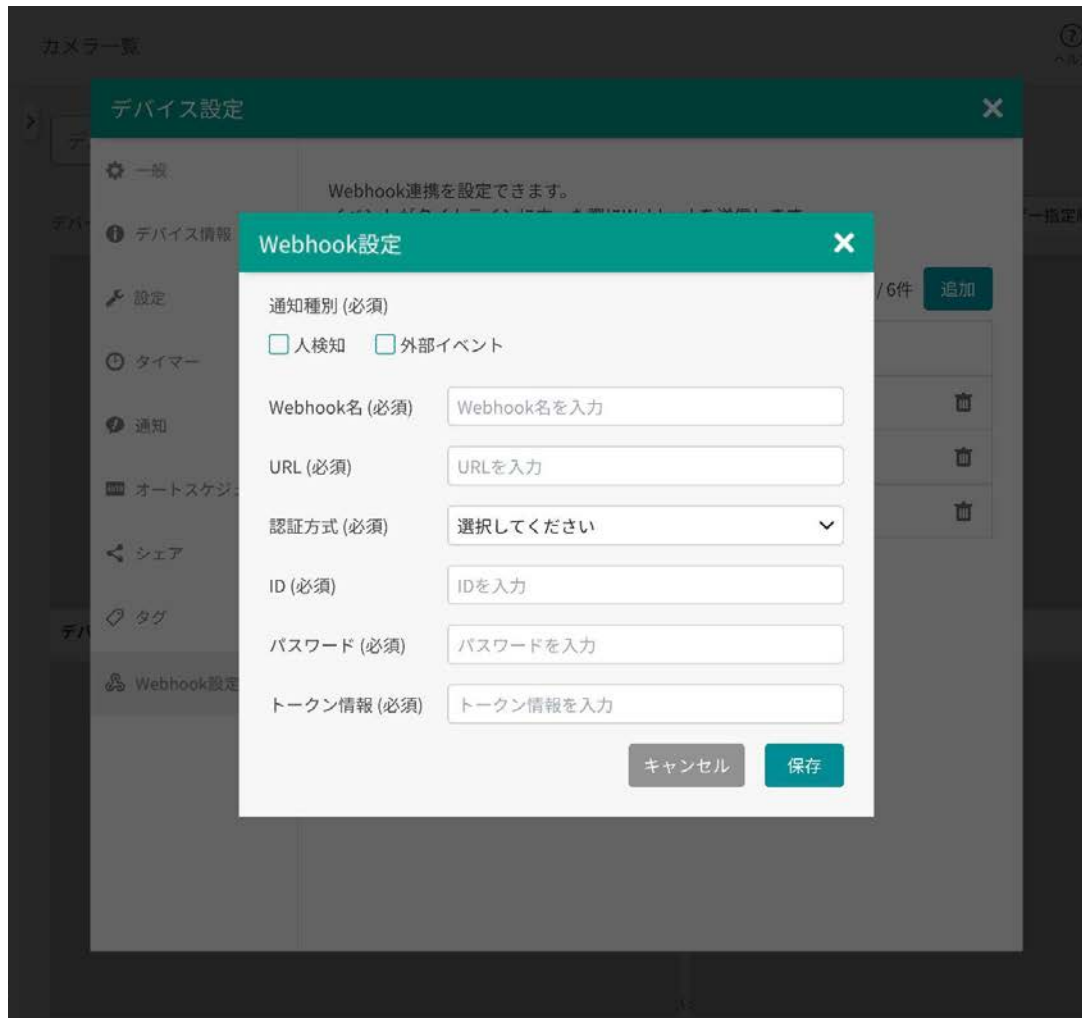 カメラ一覧
デバイス設定
一般
デバイス情報
設定
タイマー
通知
シェア
タグ
Webhook設定
Webhook連携を設定できます。
/ 6件
追加
Webhook設定
通知種別 (必須)
人検知
外部イベント
Webhook名 (必須)
Webhook名を入力
URL (必須)
URLを入力
認証方式 (必須)
選択してください
ID (必須)
IDを入力
パスワード (必須)
パスワードを入力
トークン情報 (必須)
トークン情報を入力
キャンセル
保存